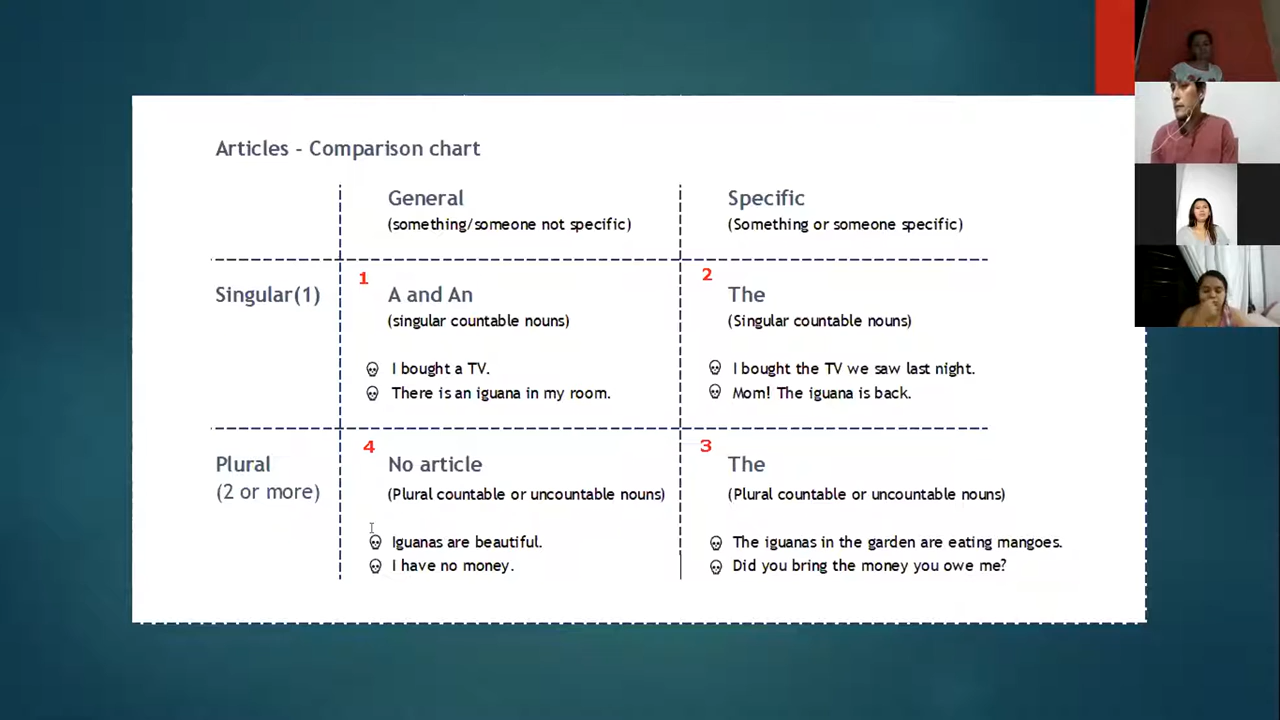 Articles - Comparison chart
General
(something/someone not specific)
Specific
(Something or someone specific)
Singular(1)
1
A and An
(singular countable nouns)
I bought a TV.
There is an iguana in my room.
2
The
(Singular countable nouns)
I bought the TV we saw last night.
Mom! The iguana is back.
Plural
(2 or more)
4
No article
(Plural countable or uncountable nouns)
Iguanas are beautiful.
I have no money.
3
The
(Plural countable or uncountable nouns)
The iguanas in the garden are eating mangoes.
Did you bring the money you owe me?